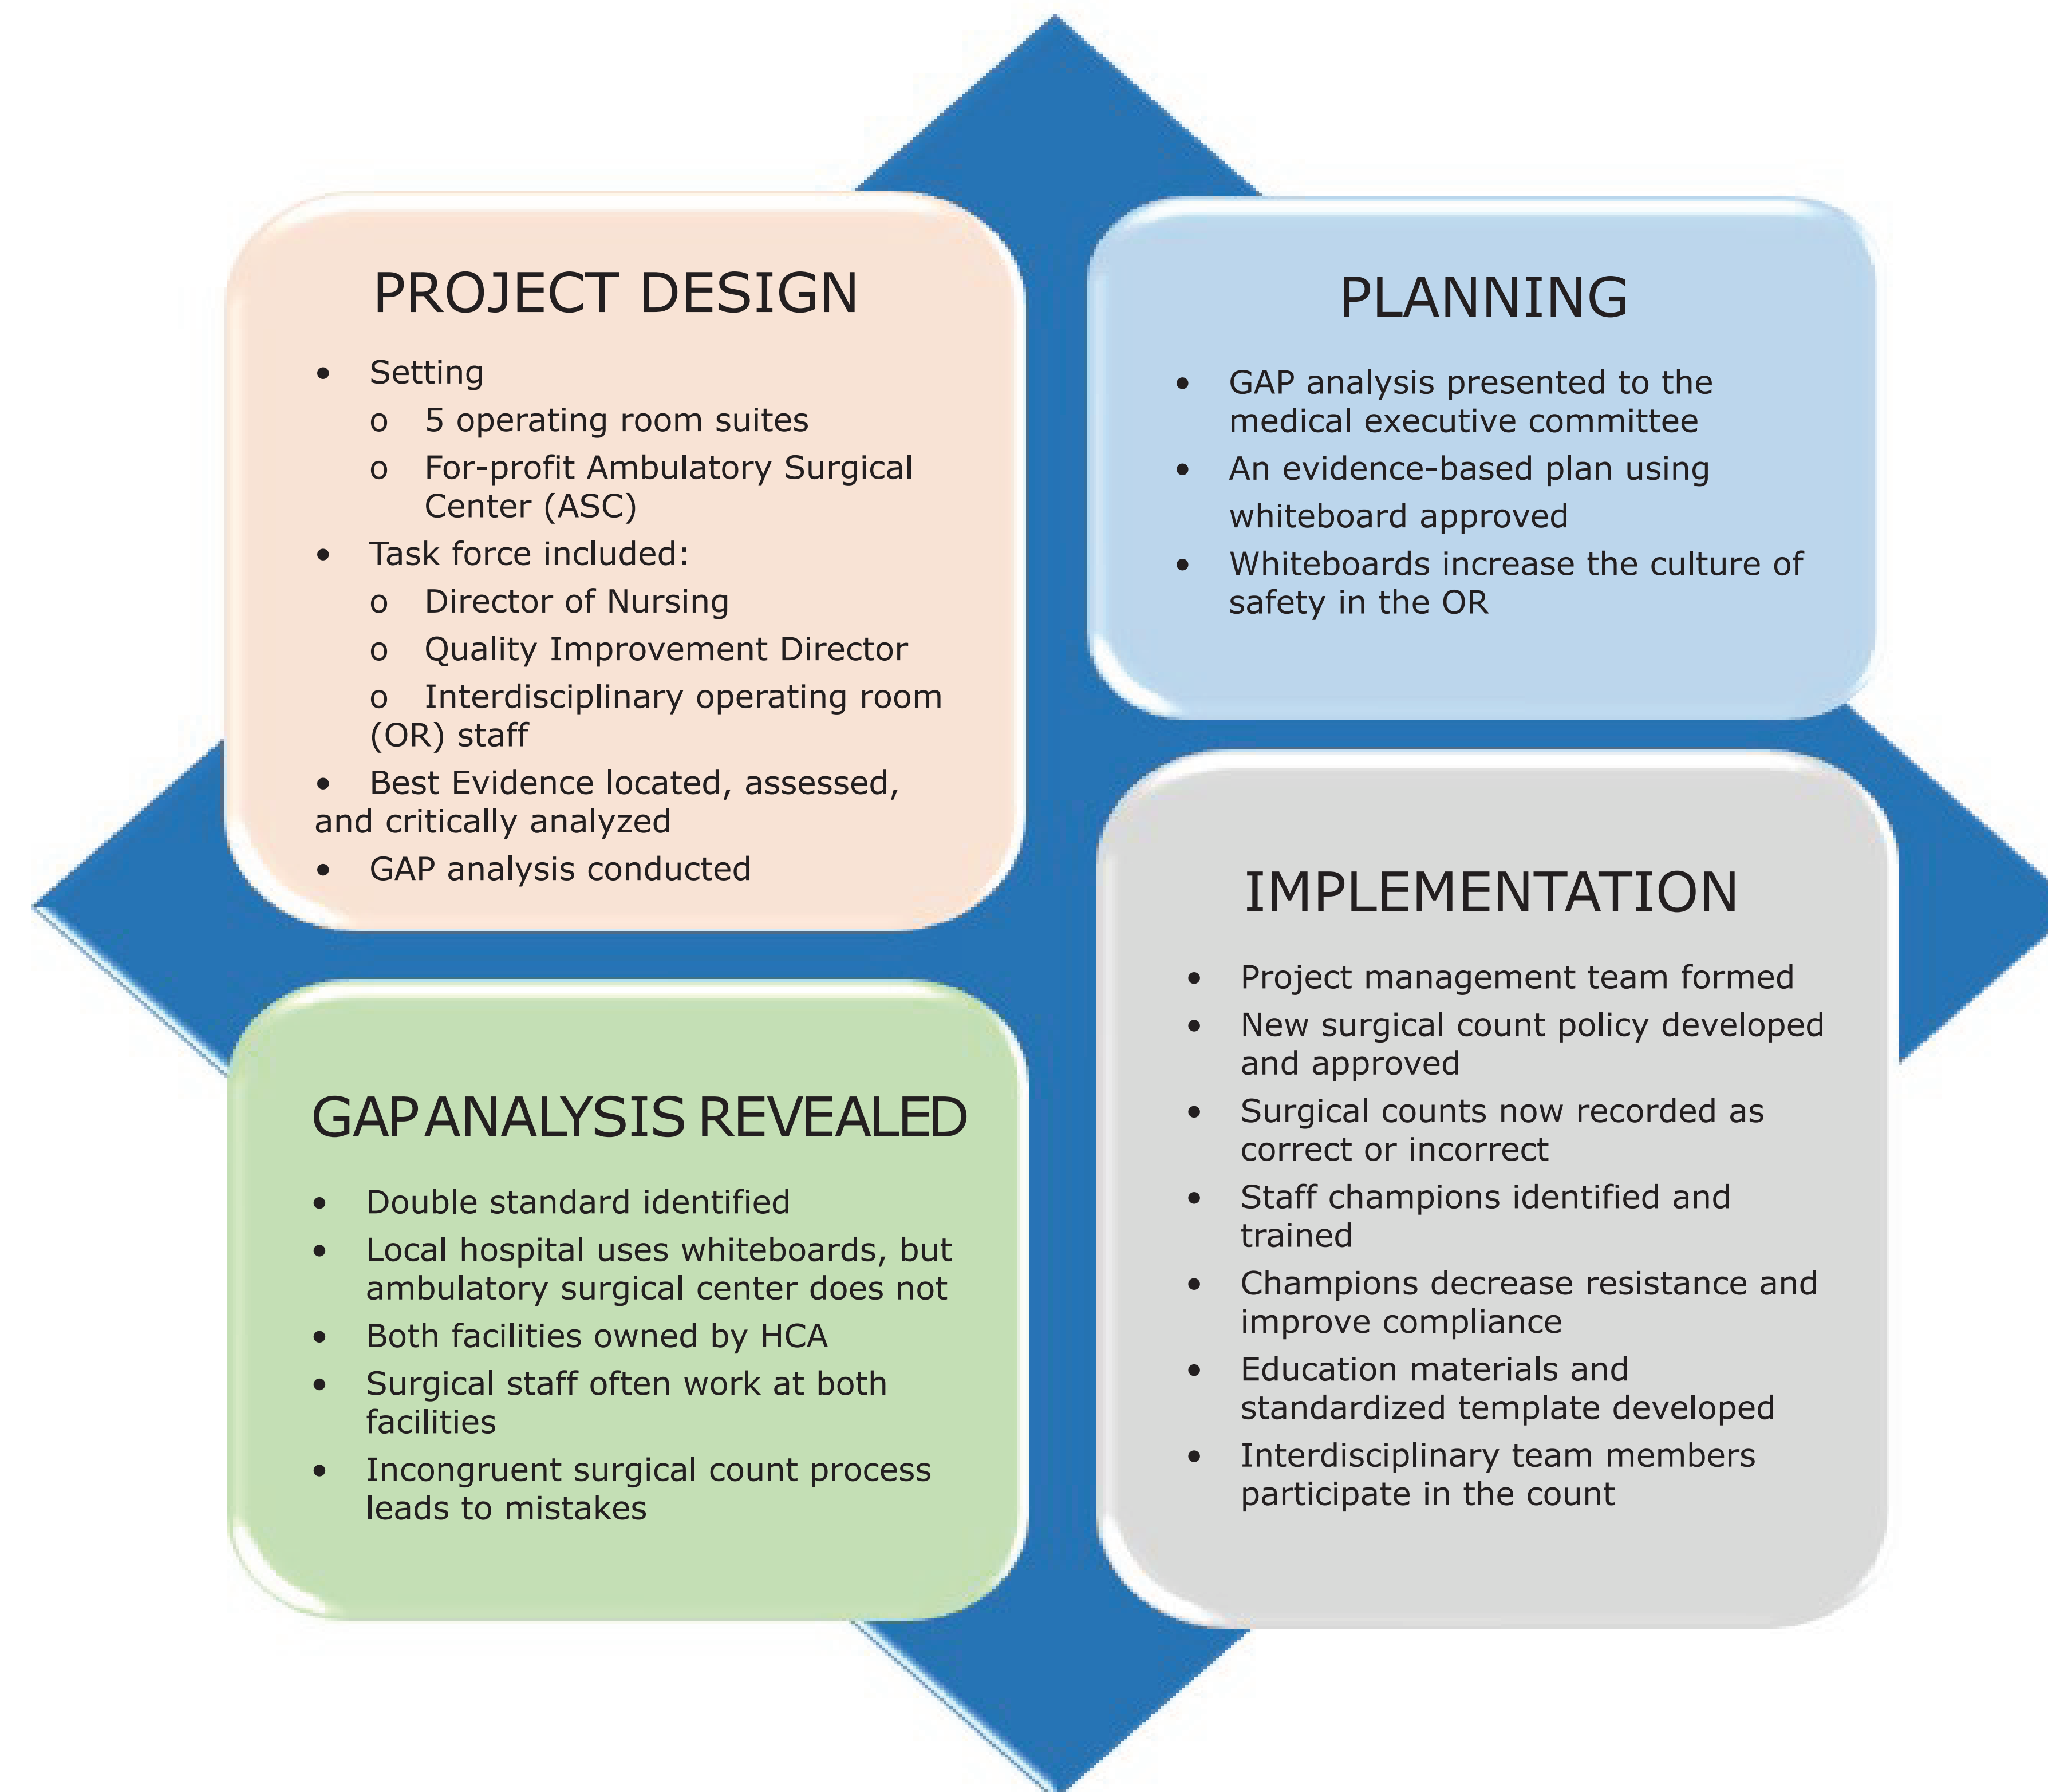 PROJECT DESIGN
• Setting
o 5 operating room suites
o For-profit Ambulatory Surgical
Center (ASC)
• Task force included:
o Director of Nursing
o Quality Improvement Director
o Interdisciplinary operating room
(OR) staff
• Best Evidence located, assessed,
and critically analyzed
• GAP analysis conducted
PLANNING
• GAP analysis presented to the
medical executive committee
• An evidence-based plan using
whiteboard approved
• Whiteboards increase the culture of
safety in the OR
GAP ANALYSIS REVEALED
• Double standard identified
• Local hospital uses whiteboards, but
ambulatory surgical center does not
• Both facilities owned by HCA
• Surgical staff often work at both
facilities
• Incongruent surgical count process
leads to mistakes
IMPLEMENTATION
• Project management team formed
• New surgical count policy developed
and approved
• Surgical counts now recorded as
correct or incorrect
• Staff champions identified and
trained
• Champions decrease resistance and
improve compliance
• Education materials and
standardized template developed
• Interdisciplinary team members
participate in the count